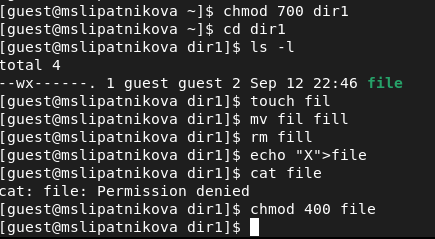 [guest@mslipatnikova ~]$ chmod 700 dir1
[guest@mslipatnikova ~]$ cd dir1
[guest@mslipatnikova dir1]$ ls -l
total 4
--wx------. 1 guest guest 2 Sep 12 22:46 file
[guest@mslipatnikova dir1]$ touch fil
[guest@mslipatnikova dir1]$ mv fil fill
[guest@mslipatnikova dir1]$ rm fill
[guest@mslipatnikova dir1]$ echo "X">file
[guest@mslipatnikova dir1]$ cat file
cat: file: Permission denied
[guest@mslipatnikova dir1]$ chmod 400 file
[guest@mslipatnikova dir1]$